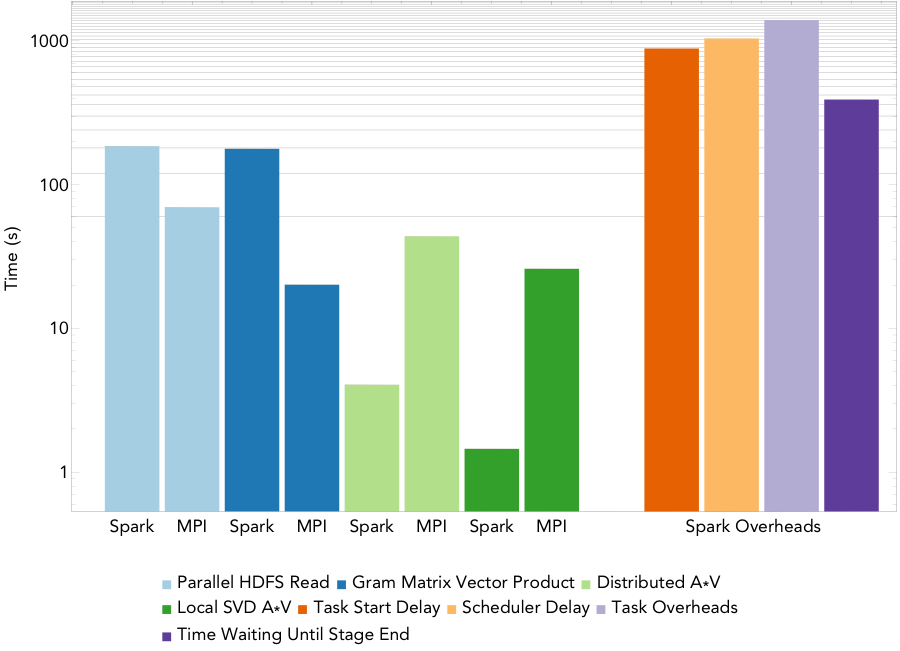 1000
100
10
1
Time (s)
Spark MPI Spark MPI Spark MPI Spark MPI Spark Overheads
Parallel HDFS Read Gram Matrix Vector Product Distributed A*V
Local SVD A*V Task Start Delay Scheduler Delay Task Overheads
Time Waiting Until Stage End